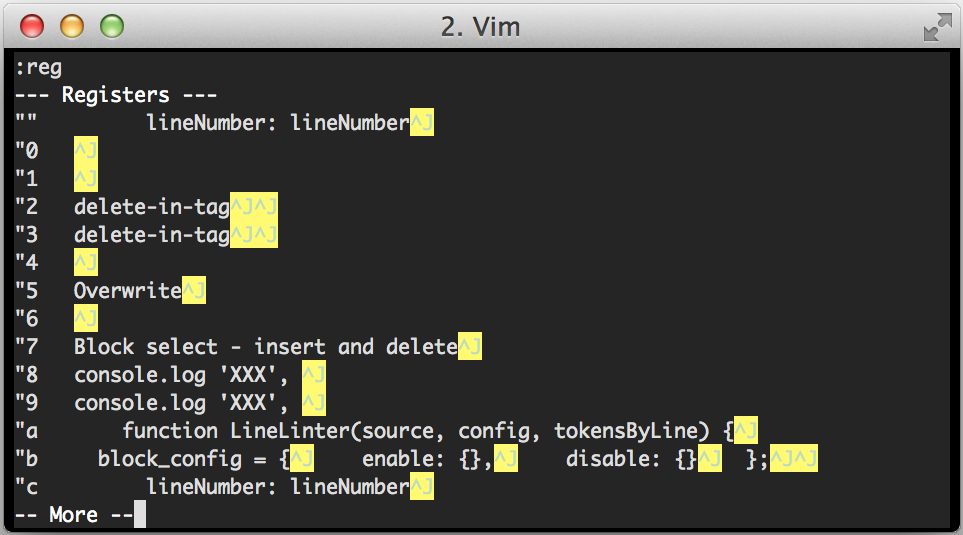 2. Vim
:reg
--- Registers ---
""         lineNumber: lineNumber^J
"0   ^J
"1   ^J
"2   delete-in-tag^J^J
"3   delete-in-tag^J^J
"4   ^J
"5   Overwrite^J
"6   ^J
"7   Block select - insert and delete^J
"8   console.log 'XXX', ^J
"9   console.log 'XXX', ^J
"a       function LineLinter(source, config, tokensByLine) {^J
"b     block_config = {^J    enable: {},^J    disable: {}^J  };^J^J
"c         lineNumber: lineNumber^J
-- More --